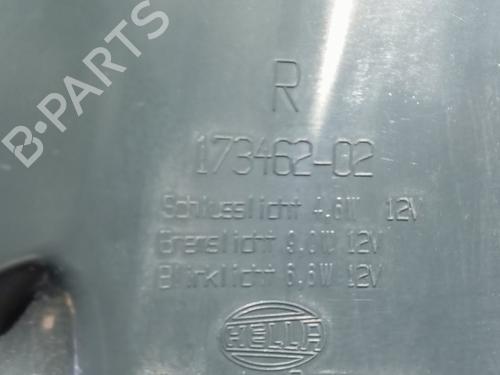 R
173462-02
Schlusslicht 4.6W 12V
Bremslicht 9.0W 12V
Blinklicht 6.6W 12V
HELLA
B-PARTS